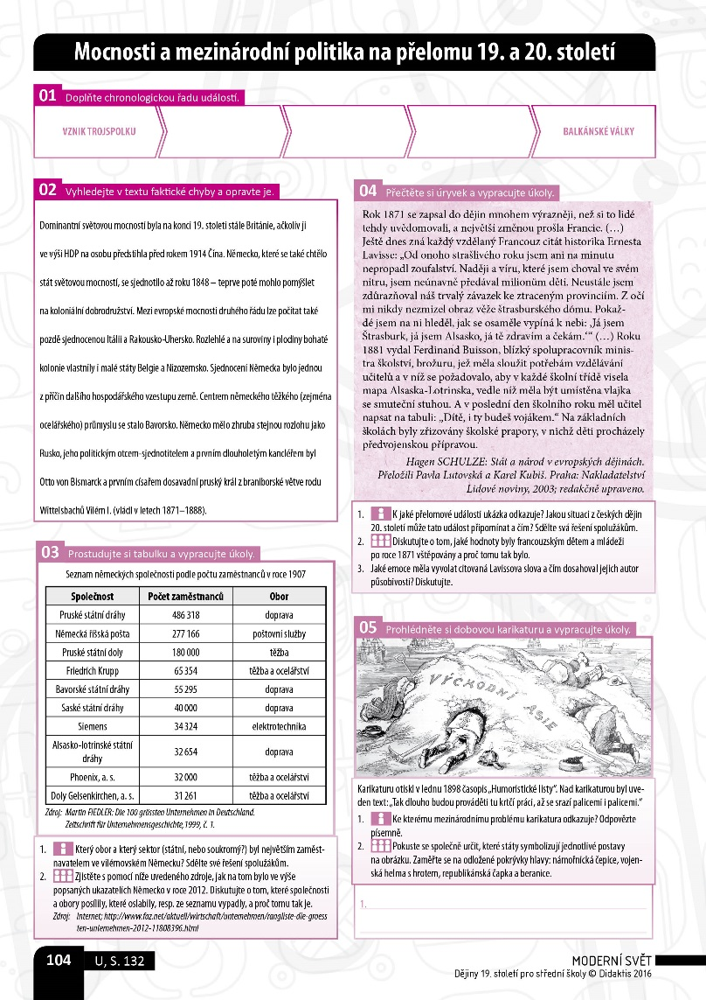 Mocnosti a mezinárodní politika na přelomu 19. a 20. století
01 Doplňte chronologickou řadu událostí.
VZNIK TROJSPOLKU
BALKÁNSKÉ VÁLKY
02 Vyhledejte v textu faktické chyby a opravte je.
Dominantní světovou mocností byla na konci 19. století stále Británie, ačkoliv ji
ve výši HDP na osobu předstihla před rokem 1914 Čína. Německo, které se také chtělo
stát světovou mocností, se sjednotilo až roku 1848 – teprve poté mohlo pomýšlet
na koloniální dobrodružství. Mezi evropské mocnosti druhého řádu lze počítat také
pozdě sjednocenou Itálii a Rakousko-Uhersko. Rozlehlé a na suroviny i plodiny bohaté
kolonie vlastnily i malé státy Belgie a Nizozemsko. Sjednocení Německa bylo jednou
z příčin dalšího hospodářského vzestupu země. Centrem německého těžkého (zejména
ocelářského) průmyslu se stalo Bavorsko. Německo mělo zhruba stejnou rozlohu jako
Rusko, jeho politickým otcem-sjednotitelem a prvním dlouholetým kancléřem byl
Otto von Bismarck a prvním císařem dosavadní pruský král z braniborské větve rodu
Wittelsbachů Vilém I. (vládl v letech 1871–1888).
03 Prostudujte si tabulku a vypracujte úkoly.
Seznam německých společností podle počtu zaměstnanců v roce 1907
Společnost Počet zaměstnanců Obor
Pruské státní dráhy 486 318 doprava
Německá říšská pošta 277 166 poštovní služby
Pruské státní doly 180 000 těžba
Friedrich Krupp 65 354 těžba a ocelářství
Bavorské státní dráhy 55 295 doprava
Saské státní dráhy 40 000 doprava
Siemens 34 324 elektrotechnika
Alsasko-lotrinské státní
dráhy 32 654 doprava
Phoenix, a. s. 32 000 těžba a ocelářství
Doly Gelsenkirchen, a. s. 31 261 těžba a ocelářství
Zdroj: Martin FIEDLER: Die 100 grössten Unternehmen in Deutschland.
Zeitschrift für Unternehmensgeschichte,1999, č. 1.
1. Který obor a který sektor (státní, nebo soukromý?) byl největším zaměst-
navatelem ve vilémovském Německu? Sdělte své řešení spolužákům.
2. Zjistěte s pomocí níže uvedeného zdroje, jak na tom bylo ve výše
popsaných ukazatelích Německo v roce 2012. Diskutujte o tom, které společnosti
a obory posílily, které oslabily, resp. ze seznamu vypadly, a proč tomu tak je.
Zdroj: Internet; http://www.faz.net/aktuell/wirtschaft/unternehmen/rangliste-die-groess
ten-unternehmen-2012-11808396.html
04 Přečtěte si úryvek a vypracujte úkoly.
Rok 1871 se zapsal do dějin mnohem výrazněji, než si to lidé
tehdy uvědomovali, a největší změnou prošla Francie. (…)
Ještě dnes zná každý vzdělaný Francouz citát historika Ernesta
Lavisse: „Od onoho strašlivého roku jsem ani na minutu
nepropadl zoufalství. Naději a víru, které jsem choval ve svém
nitru, jsem neúnavně předával milionům dětí. Neustále jsem
zdůrazňoval náš trvalý závazek ke ztraceným provinciím. Z očí
mi nikdy nezmizel obraz věže štrasburského dómu. Pokaž-
dé jsem na ni hleděl, jak se osaměle vypíná k nebi: ‚Já jsem
Štrasburk, já jsem Alsasko, já tě zdravím a čekám.‘“ (…) Roku
1881 vydal Ferdinand Buisson, blízký spolupracovník minis-
tra školství, brožuru, jež měla sloužit potřebám vzdělávání
učitelů a v níž se požadovalo, aby v každé školní třídě visela
mapa Alsaska-Lotrinska, vedle níž měla být umístěna vlajka
se smuteční stuhou. A v poslední den školního roku měl učitel
napsat na tabuli: „Dítě, i ty budeš vojákem.“ Na základních
školách byly zřizovány školské prapory, v nichž děti procházely
předvojenskou přípravou.
Hagen SCHULZE: Stát a národ v evropských dějinách.
Přeložili Pavla Lutovská a Karel Kubiš. Praha: Nakladatelství
Lidové noviny, 2003; redakčně upraveno.
1. K jaké přelomové události ukázka odkazuje? Jakou situaci z českých dějin
20. století může tato událost připomínat a čím? Sdělte svá řešení spolužákům.
2. Diskutujte o tom, jaké hodnoty byly francouzským dětem a mládeži
po roce 1871 vštěpovány a proč tomu tak bylo.
3. Jaké emoce měla vyvolat citovaná Lavissova slova a čím dosahoval jejich autor
působivosti? Diskutujte.
05 Prohlédněte si dobovou karikaturu a vypracujte úkoly.
VÝCHODNÍ ASIE
Karikaturu otiskl v lednu 1898 časopis „Humoristické listy“. Nad karikaturou byl uve-
den text: „Tak dlouho budou prováděti tu krtčí práci, až se srazí palicemi i palicemi.“
1. Ke kterému mezinárodnímu problému karikatura odkazuje? Odpovězte
písemně.
2. Pokuste se společně určit, které státy symbolizují jednotlivé postavy
na obrázku. Zaměřte se na odložené pokrývky hlavy: námořnická čepice, vojen-
ská helma s hrotem, republikánská čapka a beranice.
1.
104 U, S. 132
MODERNÍ SVĚT
Dějiny 19. století pro střední školy © Didaktis 2016